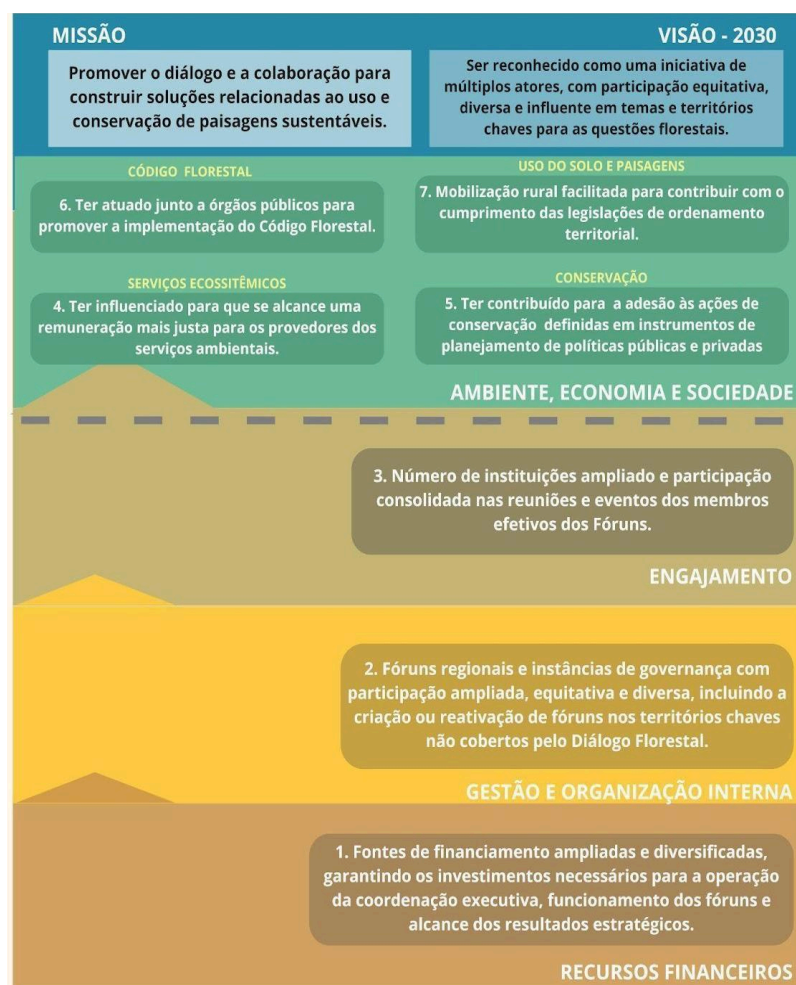 MISSÃO
Promover o diálogo e a colaboração para
construir soluções relacionadas ao uso e
conservação de paisagens sustentáveis.
VISÃO - 2030
Ser reconhecido como uma iniciativa de
múltiplos atores, com participação equitativa,
diversa e influente em temas e territórios
chaves para as questões florestais.
CÓDIGO FLORESTAL
6. Ter atuado junto a órgãos públicos para
promover a implementação do Código Florestal.
USO DO SOLO E PAISAGENS
7. Mobilização rural facilitada para contribuir com o
cumprimento das legislações de ordenamento
territorial.
SERVIÇOS ECOSSITÊMICOS
4. Ter influenciado para que se alcance uma
remuneração mais justa para os provedores dos
serviços ambientais.
CONSERVAÇÃO
5. Ter contribuído para a adesão às ações de
conservação definidas em instrumentos de
planejamento de políticas públicas e privadas
AMBIENTE, ECONOMIA E SOCIEDADE
3. Número de instituições ampliado e participação
consolidada nas reuniões e eventos dos membros
efetivos dos Fóruns.
ENGAJAMENTO
2. Fóruns regionais e instâncias de governança com
participação ampliada, equitativa e diversa, incluindo a
criação ou reativação de fóruns nos territórios chaves
não cobertos pelo Diálogo Florestal.
GESTÃO E ORGANIZAÇÃO INTERNA
1. Fontes de financiamento ampliadas e diversificadas,
garantindo os investimentos necessários para a operação
da coordenação executiva, funcionamento dos fóruns e
alcance dos resultados estratégicos.
RECURSOS FINANCEIROS